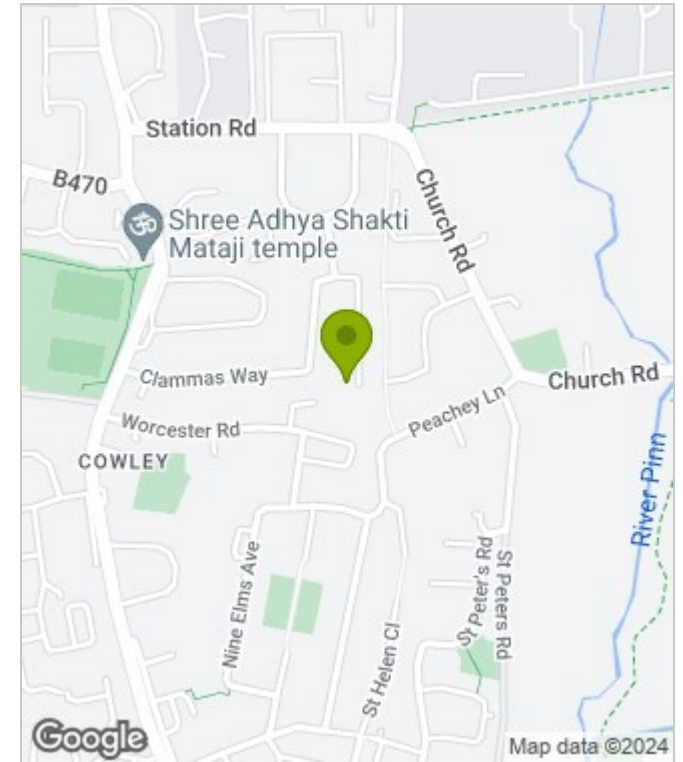 Station Rd
B470
Church Rd
Shree Adhya Shakti
Mataji temple
Clammas Way
Church Rd
Peachey Ln
Worcester Rd
COWLEY
River Pinn
Nine Elms Ave
St Helen Cl
St Peter's Rd
St Peters Rd
Google
Map data ©2024